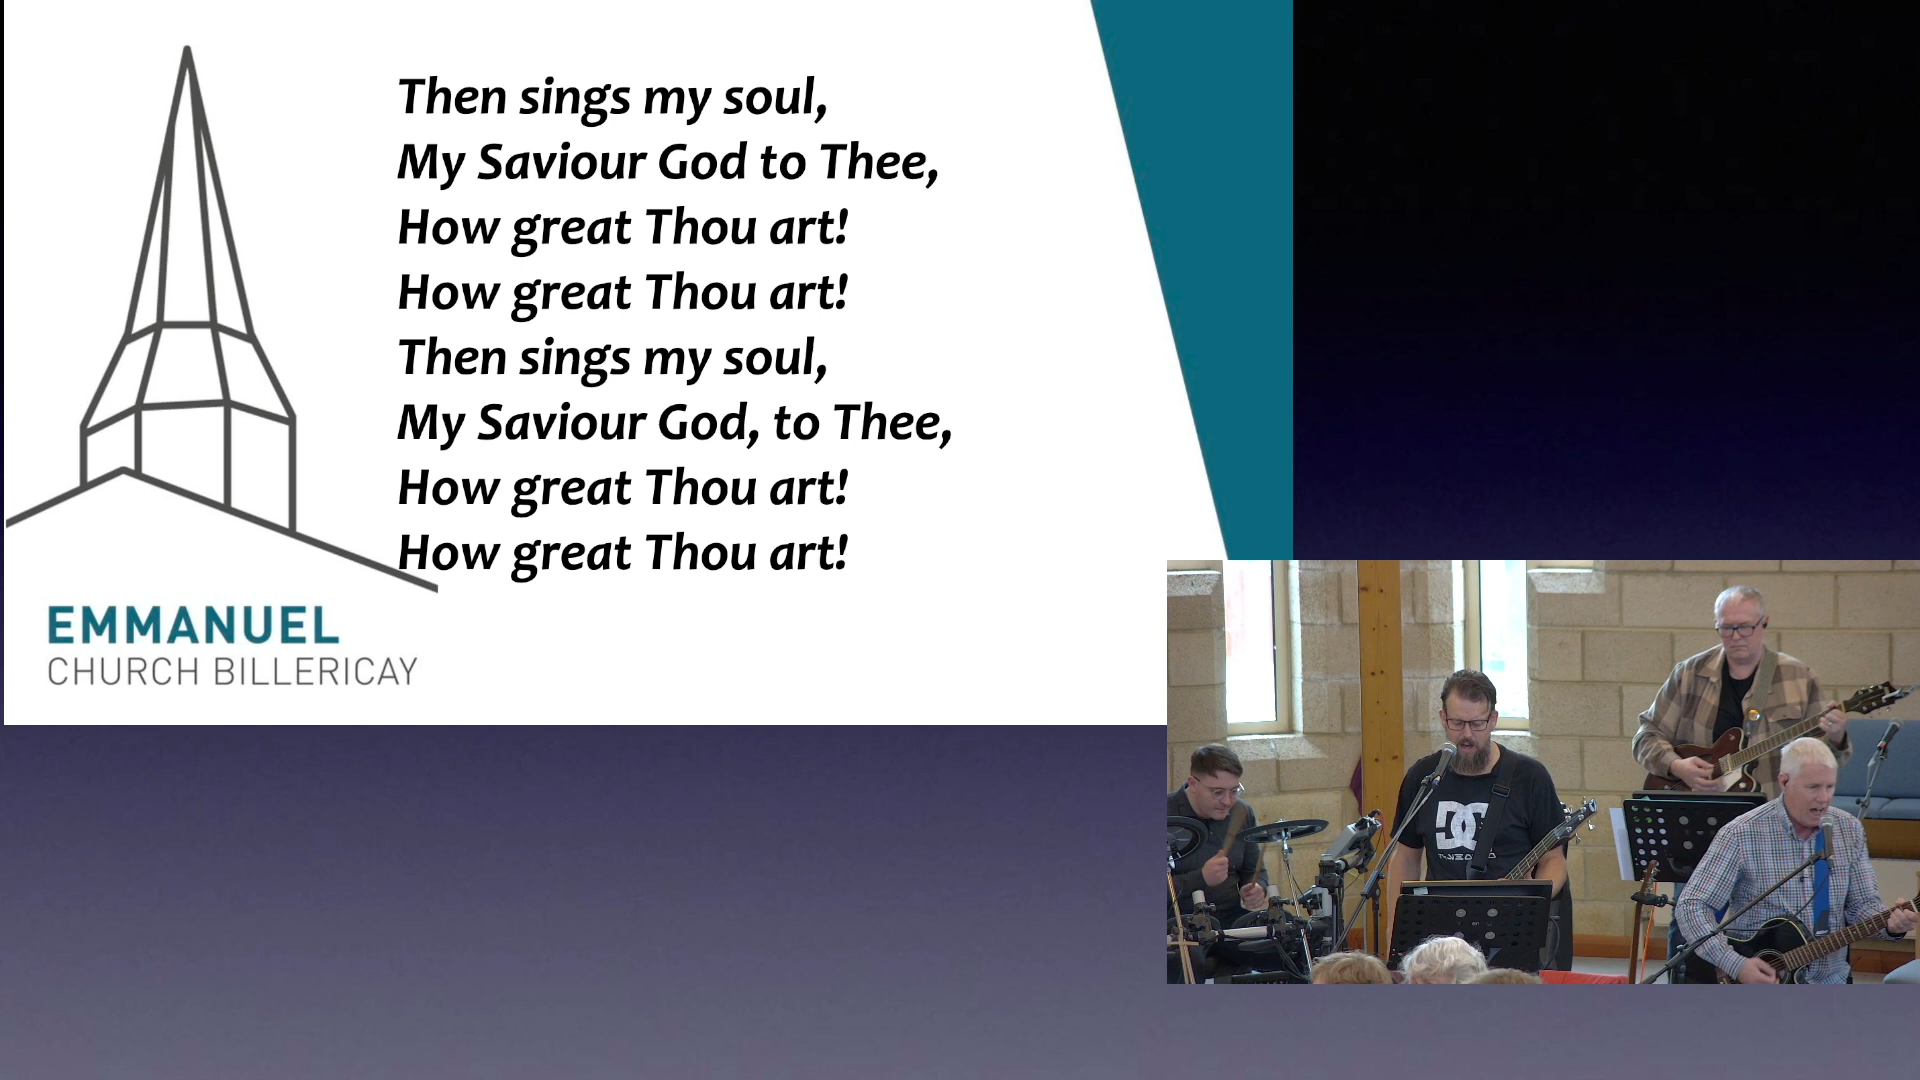 Then sings my soul,
My Saviour God to Thee,
How great Thou art!
How great Thou art!
Then sings my soul,
My Saviour God, to Thee,
How great Thou art!
How great Thou art!
EMMANUEL
CHURCH BILLERICAY
DC